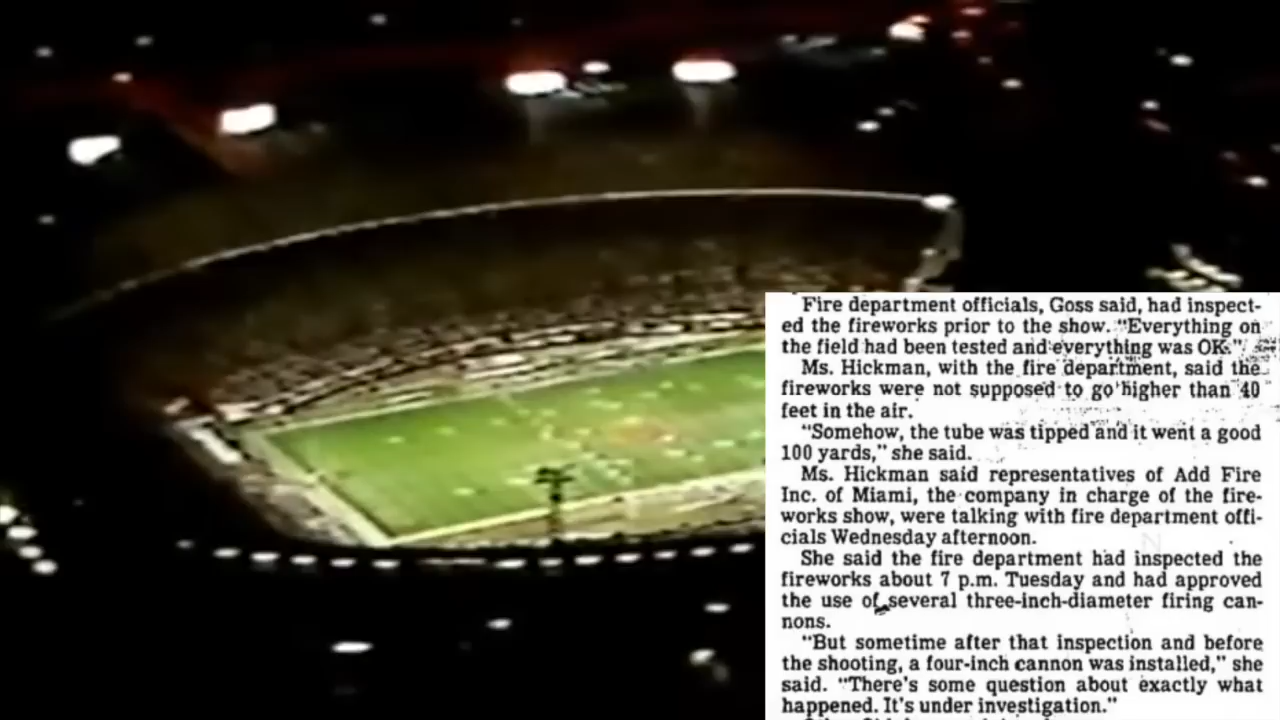 Fire department officials, Goss said, had inspect-
ed the fireworks prior to the show. "Everything on
the field had been tested and everything was OK."
Ms. Hickman, with the fire department, said the
fireworks were not supposed to go higher than 40
feet in the air.
"Somehow, the tube was tipped and it went a good
100 yards," she said.
Ms. Hickman said representatives of Add Fire
Inc. of Miami, the company in charge of the fire-
works show, were talking with fire department offi-
cials Wednesday afternoon.
She said the fire department had inspected the
fireworks about 7 p.m. Tuesday and had approved
the use of several three-inch-diameter firing can-
nons.
"But sometime after that inspection and before
the shooting, a four-inch cannon was installed," she
said. "There's some question about exactly what
happened. It's under investigation."